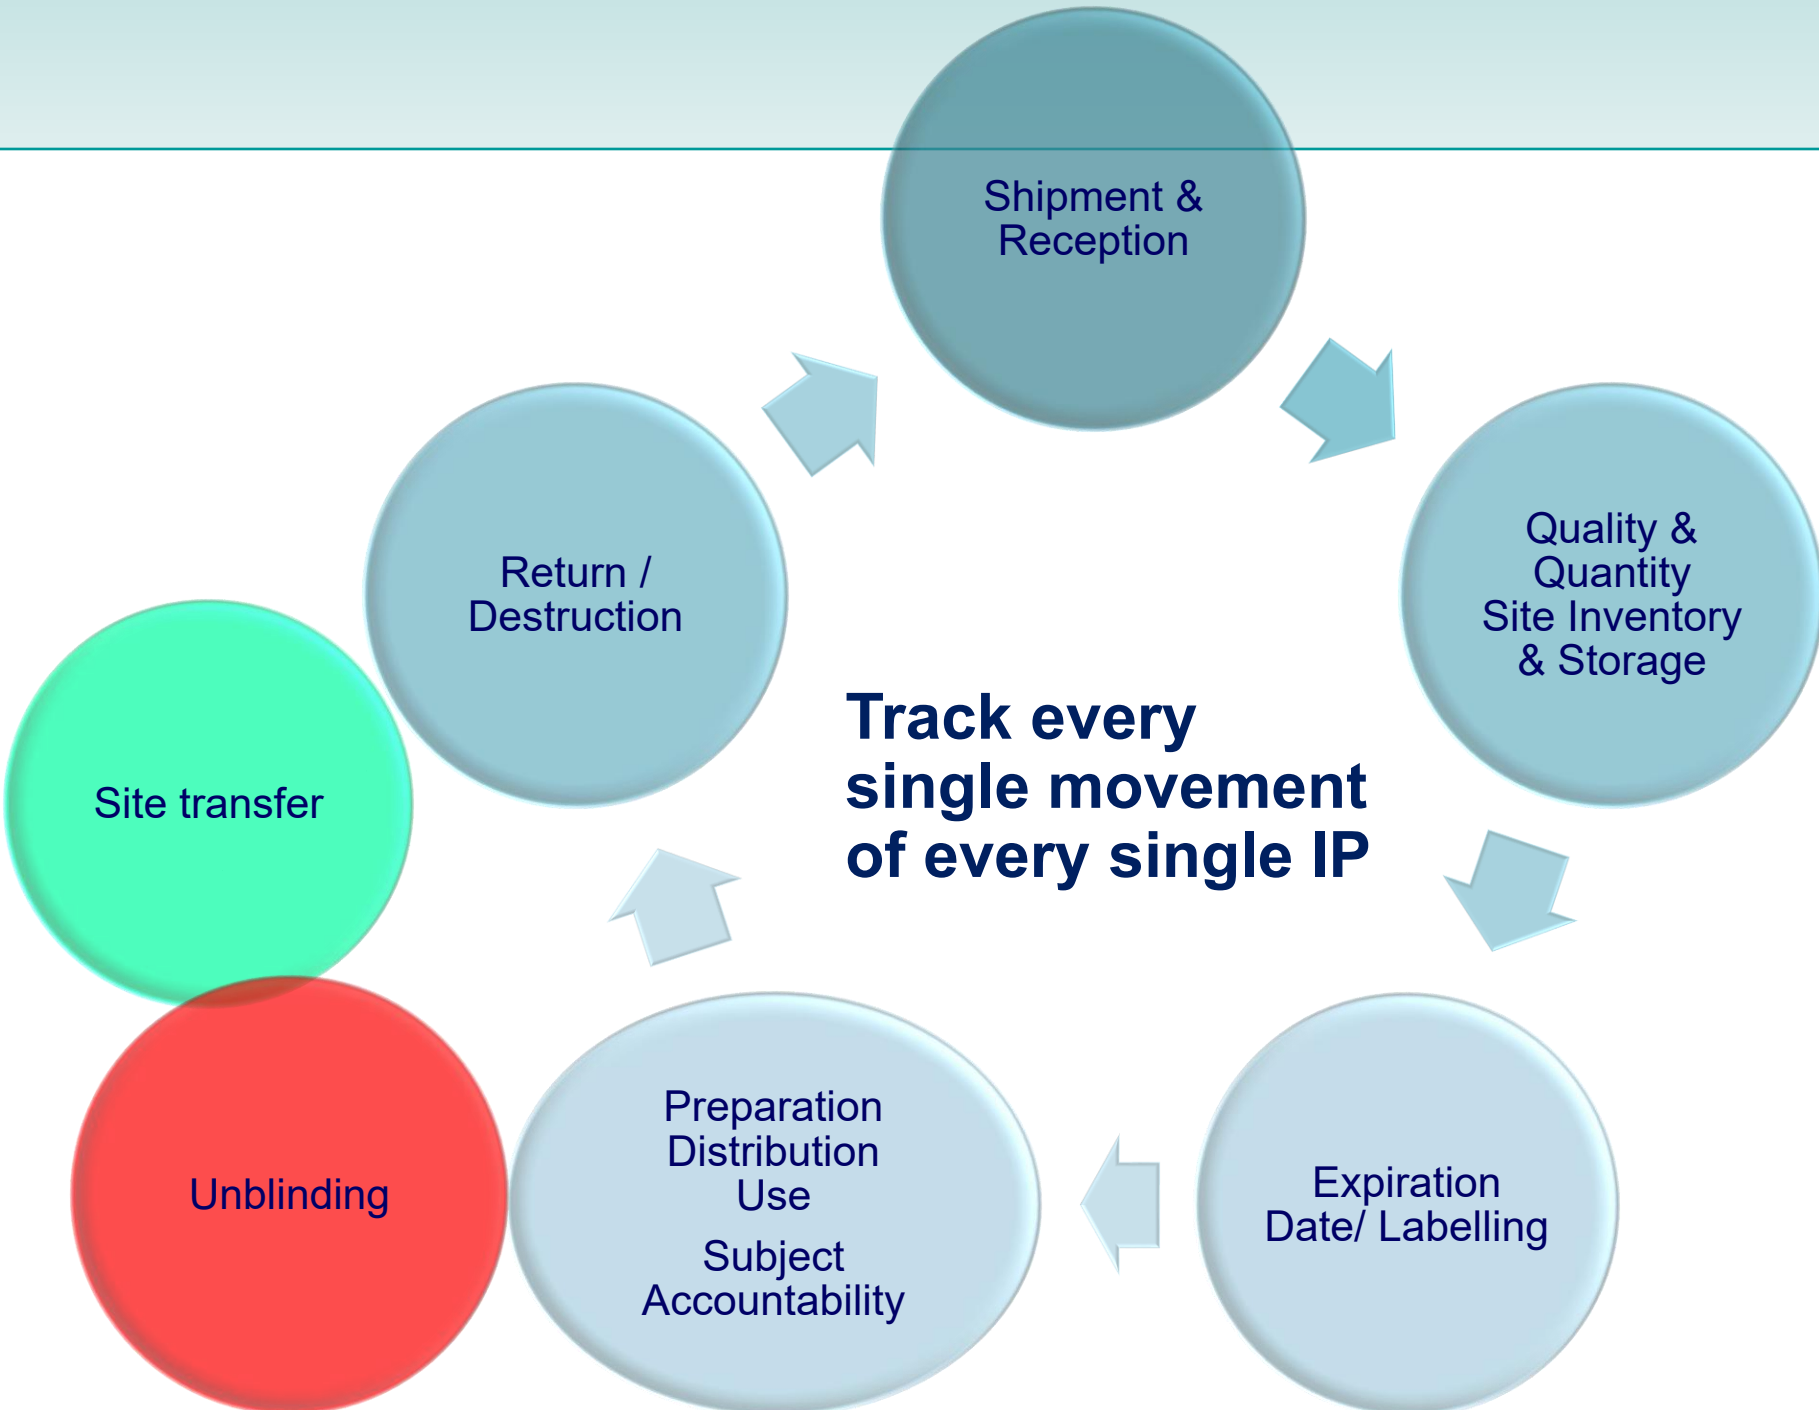 Shipment &
Reception
Quality &
Quantity
Site Inventory
& Storage
Expiration
Date/ Labelling
Preparation
Distribution
Use
Subject
Accountability
Return /
Destruction
Site transfer
Unblinding
Track every
single movement
of every single IP